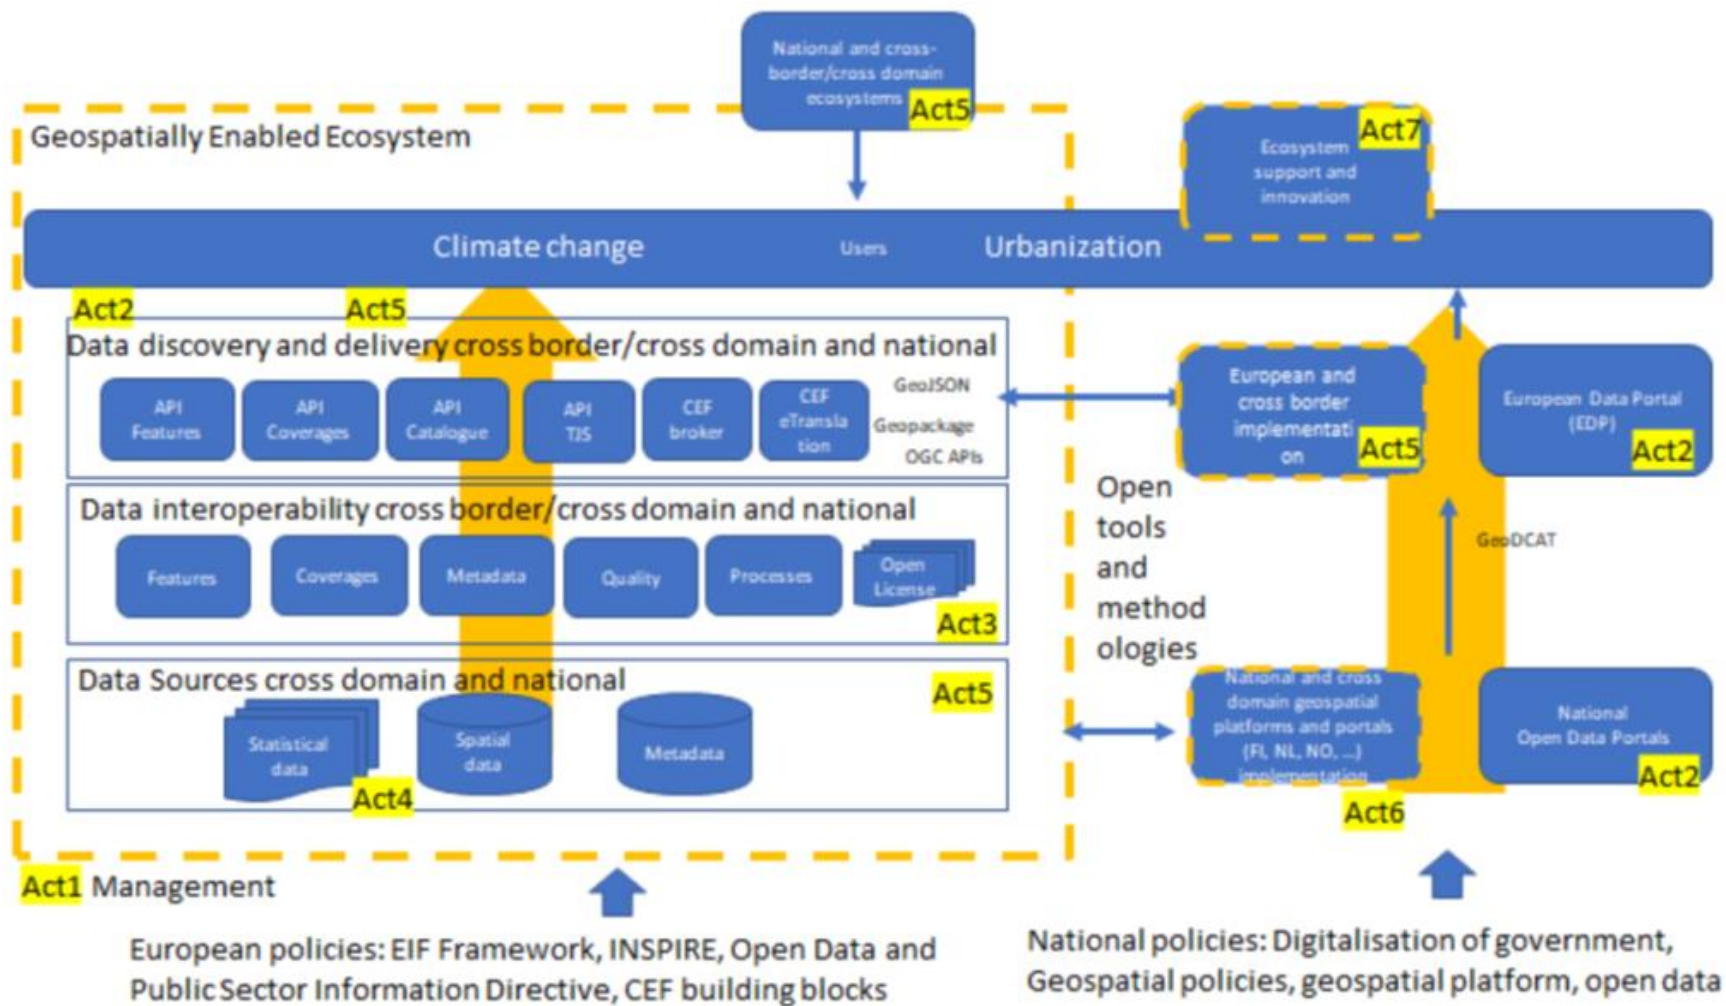 National and cross-
border/cross domain
ecosystems
Act5
Geospatially Enabled Ecosystem
Act7
Ecosystem
support and
innovation
Climate change
Users
Urbanization
Act2
Act5
Data discovery and delivery cross border/cross domain and national
API
Features
API
Coverages
API
Catalogue
API
TJS
CEF
broker
CEF
eTransla
tion
GeoJSON
Geopackage
OGC APIs
European and
cross border
implementati
on
Act5
European Data Portal
(EDP)
Act2
Data interoperability cross border/cross domain and national
Features
Coverages
Metadata
Quality
Processes
Open
License
Act3
Open
tools
and
method
ologies
GeoDCAT
Data Sources cross domain and national
Act5
Statistical
data
Act4
Spatial
data
Metadata
National and cross
domain geospatial
platforms and portals
(FI, NL, NO, ...)
implementation
Act6
National
Open Data Portals
Act2
Act1 Management
European policies: EIF Framework, INSPIRE, Open Data and
Public Sector Information Directive, CEF building blocks
National policies: Digitalisation of government,
Geospatial policies, geospatial platform, open data